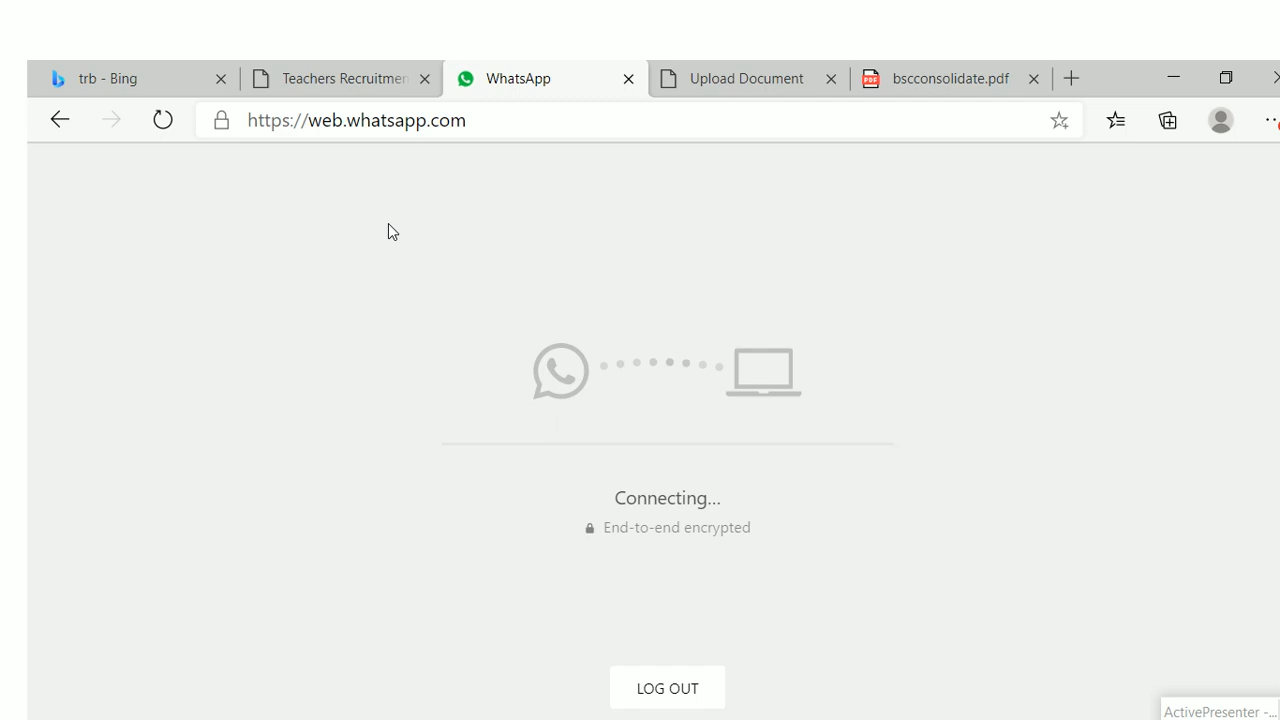 trb - Bing
Teachers Recruitmen
WhatsApp
Upload Document
bscconsolidate.pdf
https://web.whatsapp.com
Connecting...
End-to-end encrypted
LOG OUT
ActivePresenter -...